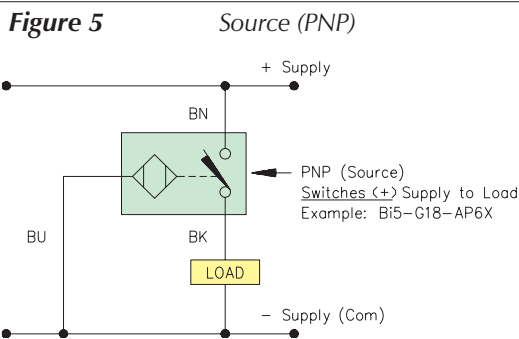 Figure 5 Source (PNP)
+ Supply
BN
PNP (Source)
Switches (+) Supply to Load
Example: Bi5-G18-AP6X
BU
BK
LOAD
- Supply (Com)